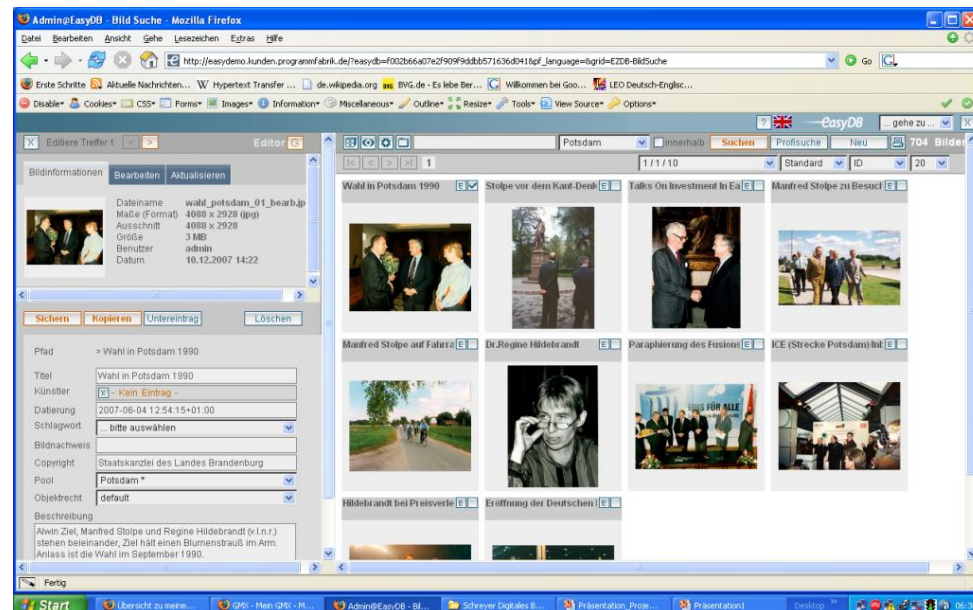 Admin@EasyDB - Bild Suche - Mozilla Firefox
Datei Bearbeiten Ansicht Gehe Lesezeichen Extras Hilfe
http://easydemo.kunden.programmfabrik.de/?easydb=f002b66a07e2f909f9ddbb571636d0418&pf_language=&grid=EZDB-BildSuche Go
Erste Schritte Aktuelle Nachrichten... Hypertext Transfer ... de.wikipedia.org BVG.de - Es lebe Ber... Willkommen bei Goo... LEO Deutsch-Englisc...
Disable Cookies CSS Forms Images Information Miscellaneous Outline Resize Tools View Source Options
? EasyDB ... gehe zu ... X
X Editiere Treffer 1 < > Editor G
Potsdam Innerhalb Suchen Profisuche Neu 704 Bilder
|< < > >| 1 1 / 1 / 10 Standard ID 20
Bildinformationen Bearbeiten Aktualisieren
Dateiname wahl_potsdam_01_bearb.jp
Maße (Format) 4088 x 2928 (jpg)
Ausschnitt 4088 x 2928
Größe 3 MB
Benutzer admin
Datum 10.12.2007 14:22
Sichern Kopieren Untereintrag Löschen
Pfad > Wahl in Potsdam 1990
Titel Wahl in Potsdam 1990
Künstler X - Kein Eintrag -
Datierung 2007-06-04 12:54:15+01:00
Schlagwort ... bitte auswählen
Bildnachweis
Copyright Staatskanzlei des Landes Brandenburg
Pool Potsdam *
Objektrecht default
Beschreibung
Alwin Ziel, Manfred Stolpe und Regine Hildebrandt (v.l.n.r.)
stehen beieinander, Ziel hält einen Blumenstrauß im Arm.
Anlass ist die Wahl im September 1990.
Wahl in Potsdam 1990 E Stolpe vor dem Kant-Denk E Talks On Investment In Ea E Manfred Stolpe zu Besuch E
Manfred Stolpe auf Fahrra E Dr.Regine Hildebrandt E Paraphierung des Fusions E ICE (Strecke Potsdam)/Int E
EINS FÜR ALLE
Hildebrandt bei Preisverle E Eröffnung der Deutschen I E
Fertig
Start Übersicht zu meine... GMX - Mein GMX - M... Admin@EasyDB - Bil... Schreyer Digitales B... Präsentation_Proje... Präsentation1 Desktop